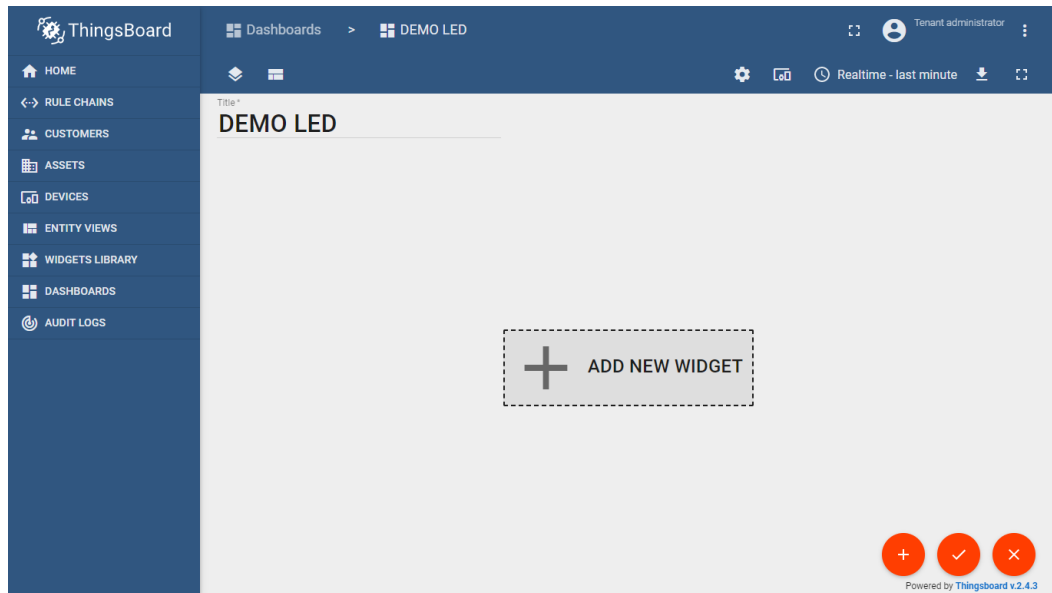 ThingsBoard
Dashboards > DEMO LED
Tenant administrator
HOME
RULE CHAINS
CUSTOMERS
ASSETS
DEVICES
ENTITY VIEWS
WIDGETS LIBRARY
DASHBOARDS
AUDIT LOGS
Realtime - last minute
Title *
DEMO LED
ADD NEW WIDGET
Powered by Thingsboard v.2.4.3